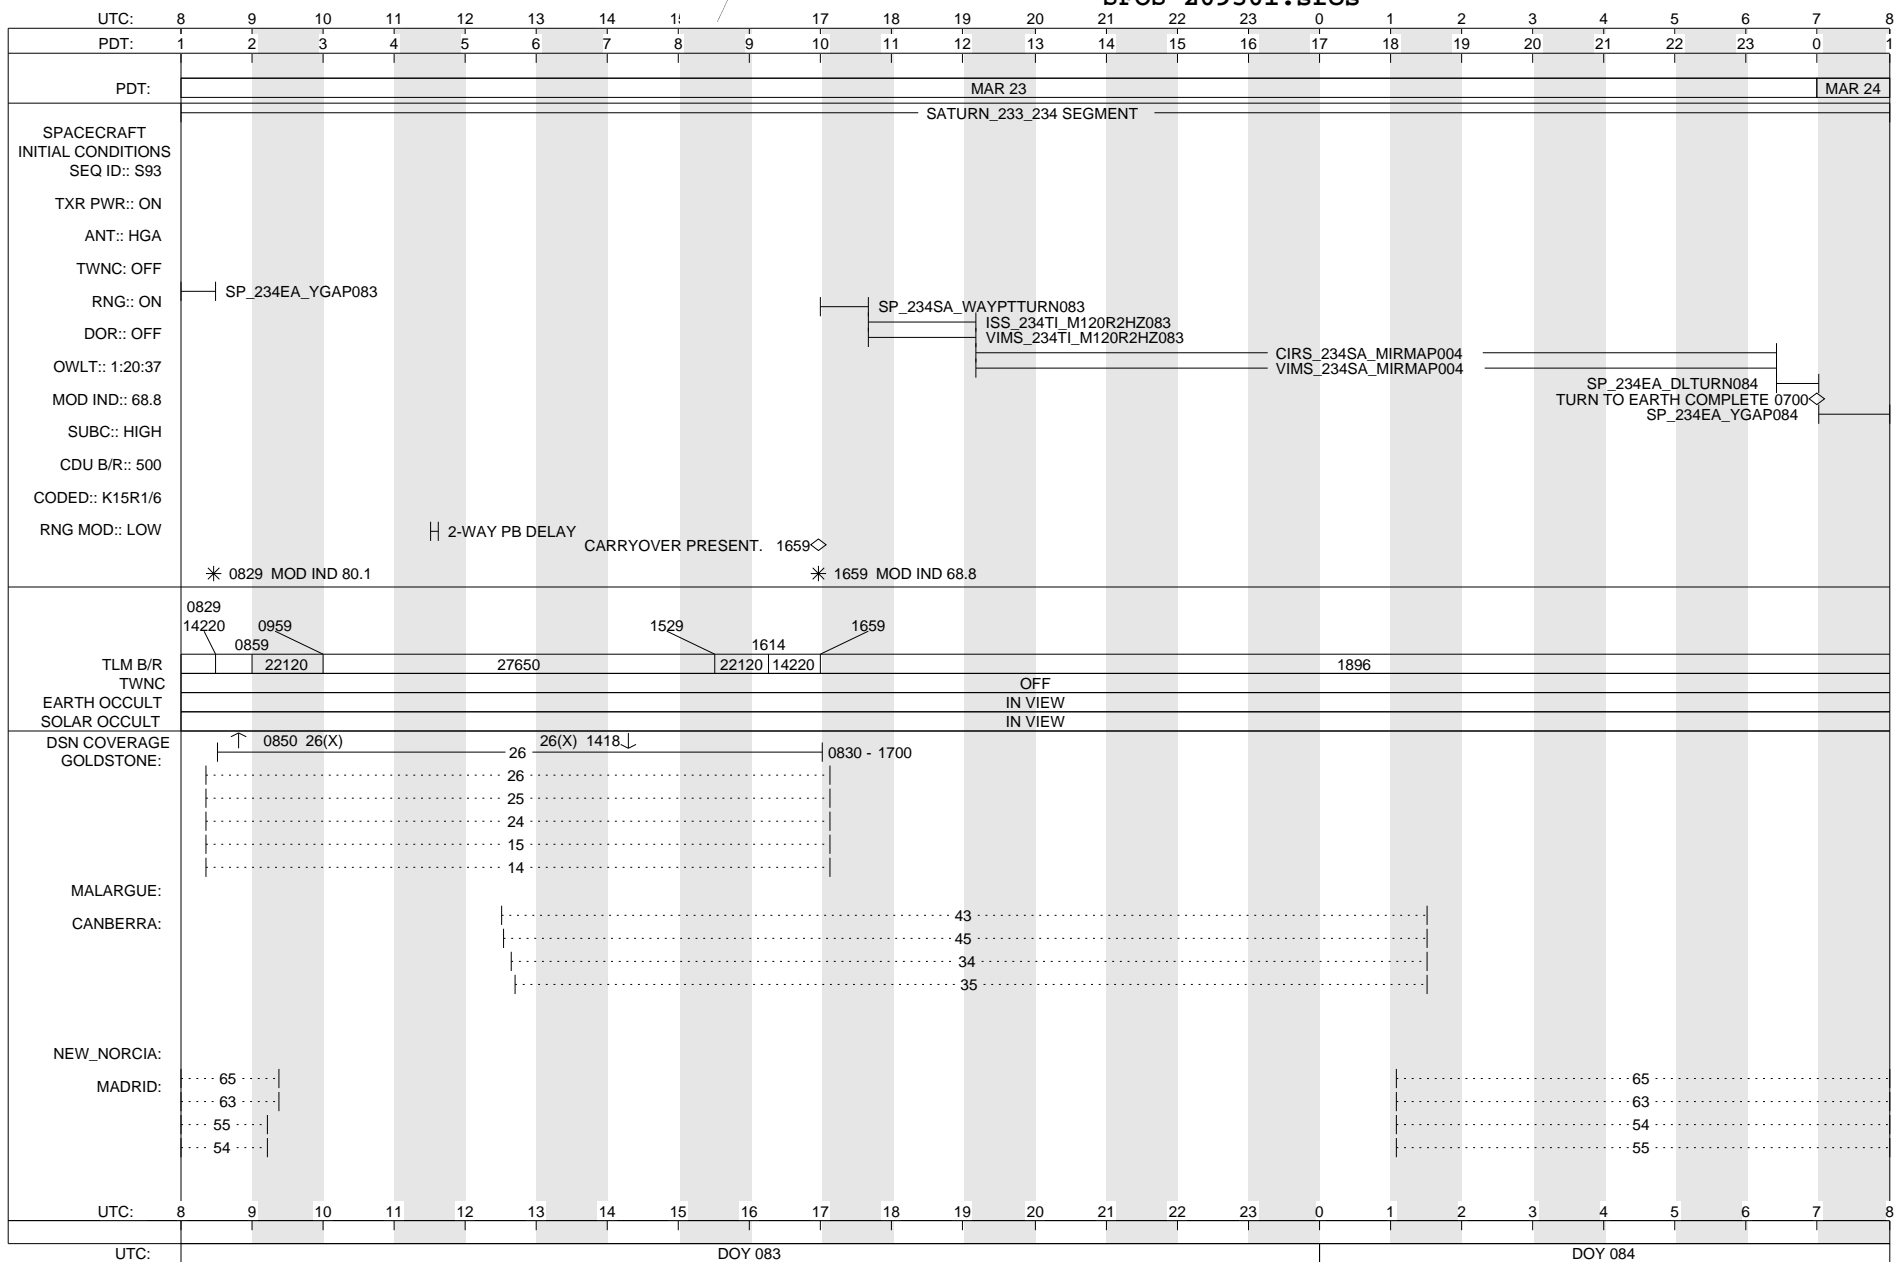 SFOS 20930i.sfos
UTC: 8 9 10 11 12 13 14 17 18 19 20 21 22 23 0 1 2 3 4 5 6 7 8
PDT: 1 2 3 4 5 6 7 8 9 10 11 12 13 14 15 16 17 18 19 20 21 22 23 0 1
PDT: MAR 23 MAR 24
SATURN_233_234 SEGMENT
SPACECRAFT
INITIAL CONDITIONS
SEQ ID:: S93
TXR PWR:: ON
ANT:: HGA
TWNC: OFF
SP_234EA_YGAP083
RNG:: ON
SP_234SA_WAYPTTURN083
ISS_234TI_M120R2HZ083
DOR:: OFF
VIMS_234TI_M120R2HZ083
CIRS_234SA_MIRMAP004
OWLT:: 1:20:37
VIMS_234SA_MIRMAP004
SP_234EA_DLTURN084
MOD IND:: 68.8
TURN TO EARTH COMPLETE 0700
SP_234EA_YGAP084
SUBC:: HIGH
CDU B/R:: 500
CODED:: K15R1/6
RNG MOD:: LOW
2-WAY PB DELAY
CARRYOVER PRESENT. 1659
0829 MOD IND 80.1 1659 MOD IND 68.8
0829
14220 0959 1529 1659
0859 1614
TLM B/R 22120 27650 22120 14220 1896
TWNC OFF
EARTH OCCULT IN VIEW
SOLAR OCCULT IN VIEW
DSN COVERAGE 0850 26(X) 26(X) 1418
GOLDSTONE: 26 0830 - 1700
26
25
24
15
14
MALARGUE:
CANBERRA: 43
45
34
35
NEW_NORCIA:
MADRID: 65 65
63 63
55 54
54 55
UTC: 8 9 10 11 12 13 14 15 16 17 18 19 20 21 22 23 0 1 2 3 4 5 6 7 8
UTC: DOY 083 DOY 084